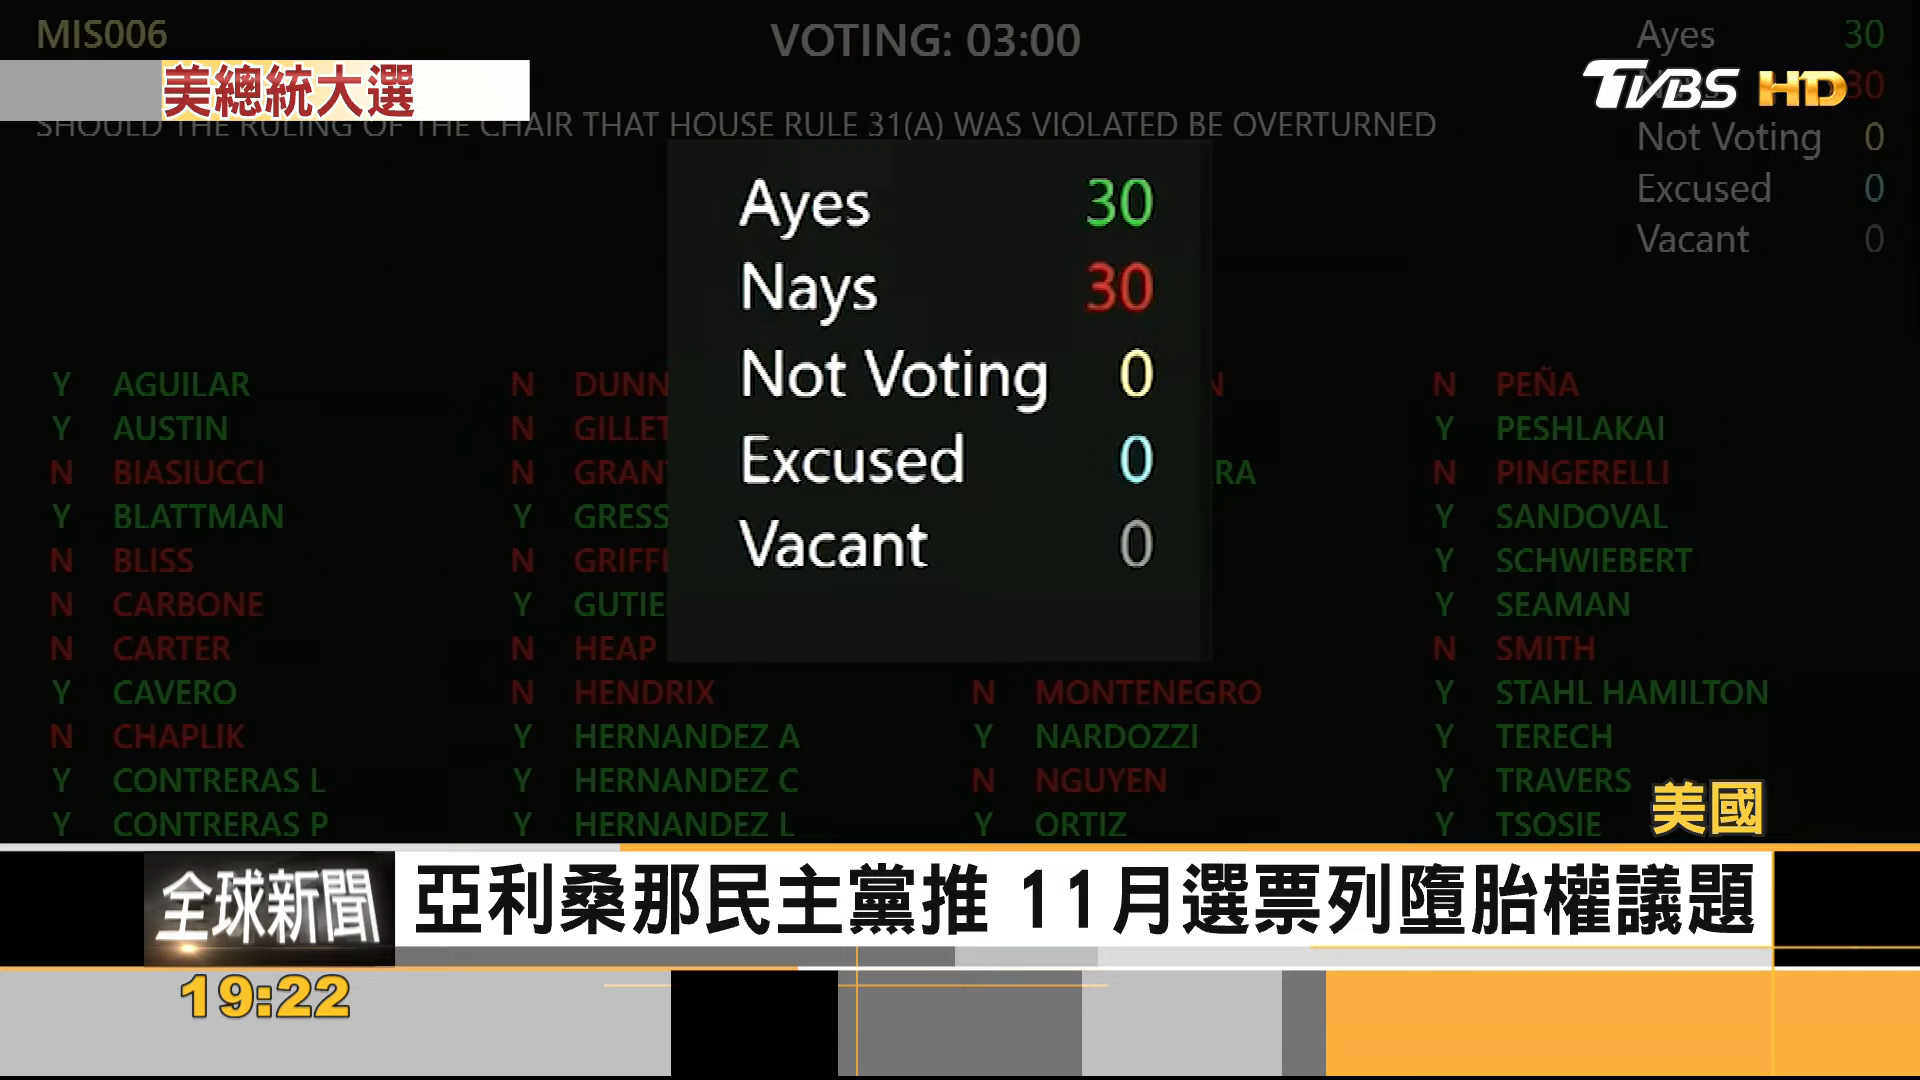 MIS006
VOTING: 03:00
Ayes 30
30
Not Voting 0
Excused 0
Vacant 0
TVBS HD
美總統大選
SHOULD THE RULING OF THE CHAIR THAT HOUSE RULE 31(A) WAS VIOLATED BE OVERTURNED
Ayes 30
Nays 30
Not Voting 0
Excused 0
Vacant 0
Y AGUILAR
Y AUSTIN
N BIASIUCCI
Y BLATTMAN
N BLISS
N CARBONE
N CARTER
Y CAVERO
N CHAPLIK
Y CONTRERAS L
Y CONTRERAS P
N DUNN
N GILLET
N GRAN
Y GRESS
N GRIFF
Y GUTIE
N HEAP
N HENDRIX
Y HERNANDEZ A
Y HERNANDEZ C
Y HERNANDEZ L
N
RA
N MONTENEGRO
Y NARDOZZI
N NGUYEN
Y ORTIZ
N PEÑA
Y PESHLAKAI
N PINGERELLI
Y SANDOVAL
Y SCHWIEBERT
Y SEAMAN
N SMITH
Y STAHL HAMILTON
Y TERECH
Y TRAVERS
Y TSOSIE
美國
全球新聞
亞利桑那民主黨推 11月選票列墮胎權議題
19:22